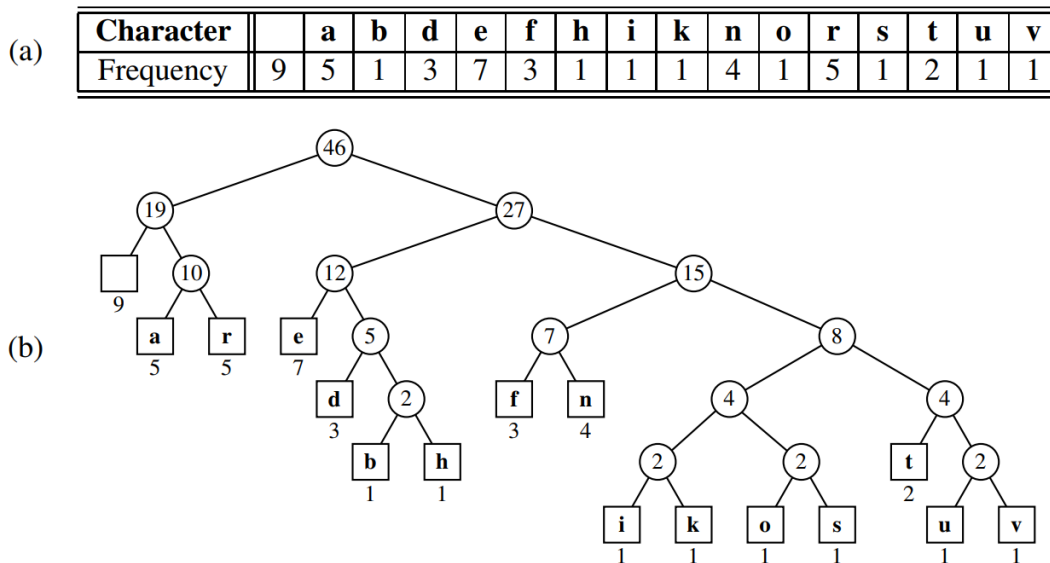 (a)
Character a b d e f h i k n o r s t u v
Frequency 9 5 1 3 7 3 1 1 1 4 1 5 1 2 1 1
(b)
46
19 27
10 12 15
9
a r e 5 7 8
5 5 7
d 2 f n 4 4
3 3 4
b h 2 2 t 2
1 1 2
i k o s u v
1 1 1 1 1 1